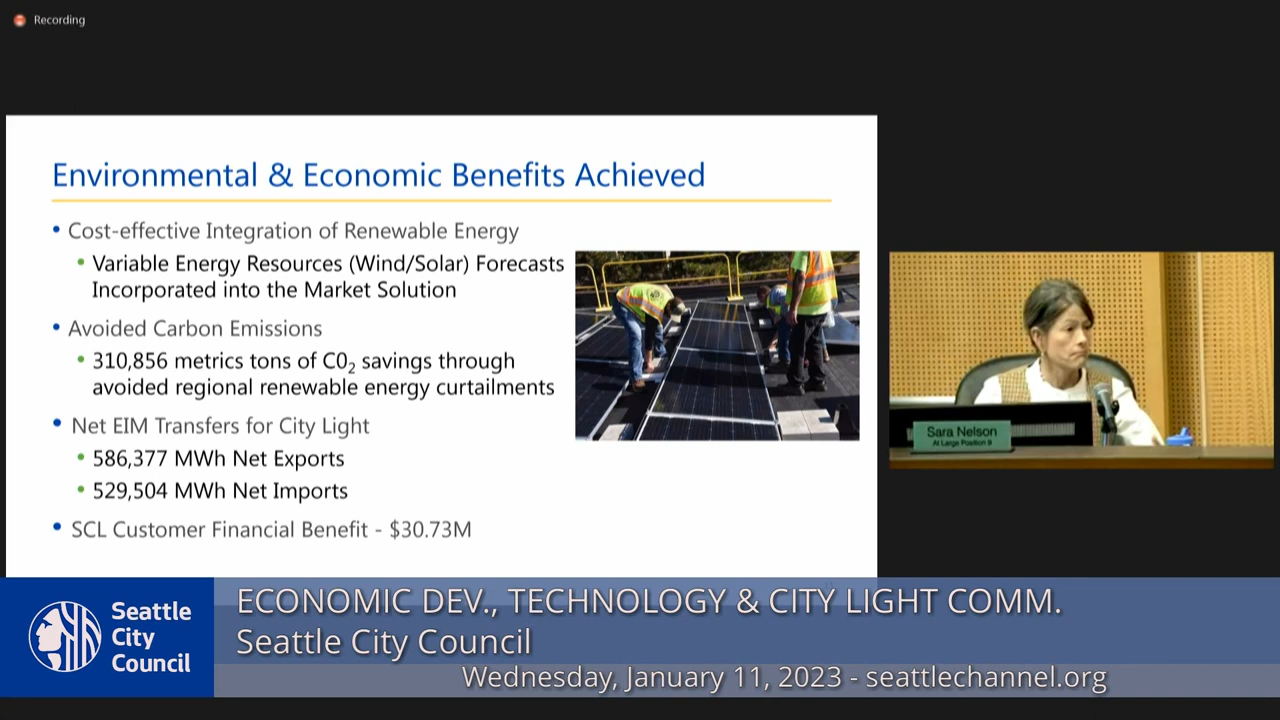 Recording
Environmental & Economic Benefits Achieved
• Cost-effective Integration of Renewable Energy
• Variable Energy Resources (Wind/Solar) Forecasts
Incorporated into the Market Solution
• Avoided Carbon Emissions
• 310,856 metrics tons of C0₂ savings through
avoided regional renewable energy curtailments
• Net EIM Transfers for City Light
• 586,377 MWh Net Exports
• 529,504 MWh Net Imports
• SCL Customer Financial Benefit - $30.73M
Sara Nelson
At Large Position 9
Seattle
City
Council
ECONOMIC DEV., TECHNOLOGY & CITY LIGHT COMM.
Seattle City Council
Wednesday, January 11, 2023 - seattlechannel.org